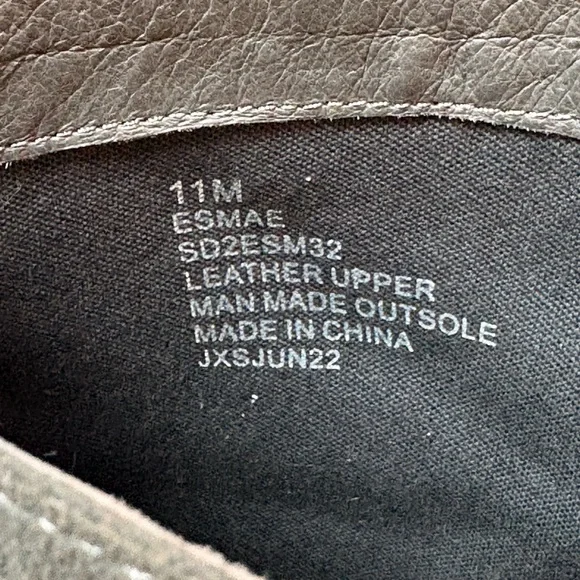 11M
ESMAE
SD2ESM32
LEATHER UPPER
MAN MADE OUTSOLE
MADE IN CHINA
JXSJUN22